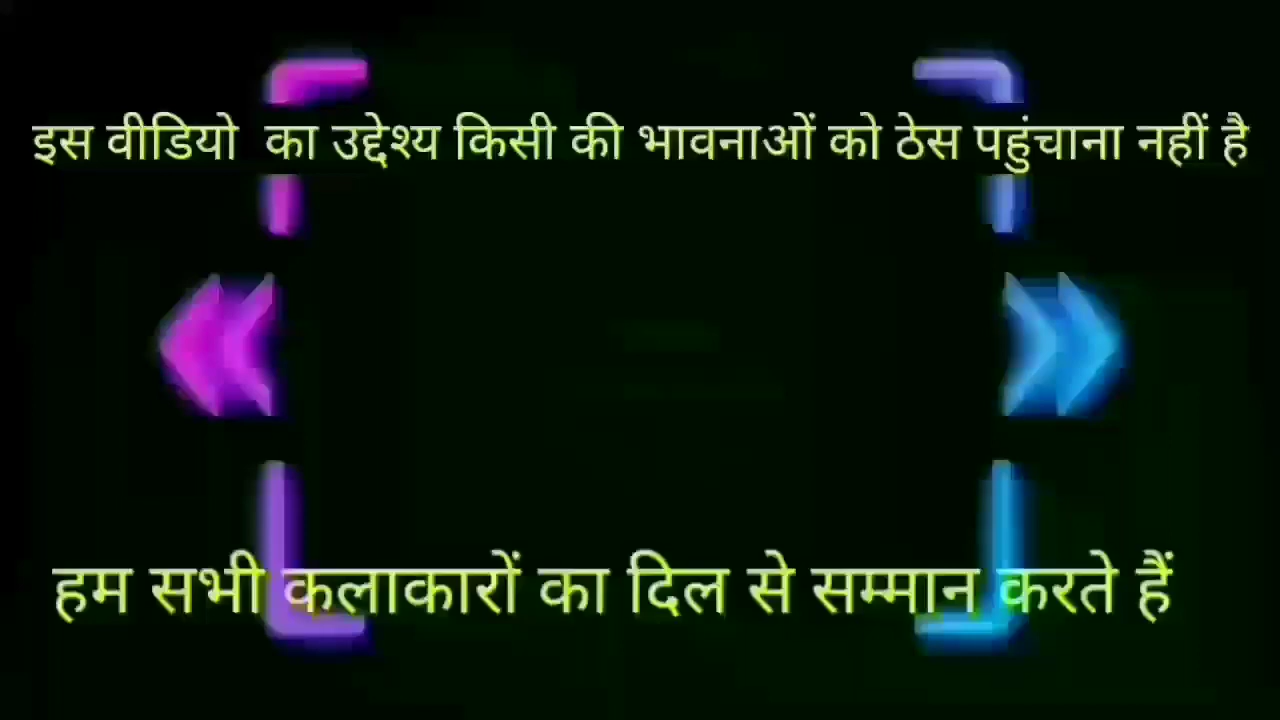 इस वीडियो का उद्देश्य किसी की भावनाओं को ठेस पहुंचाना नहीं है
हम सभी कलाकारों का दिल से सम्मान करते हैं